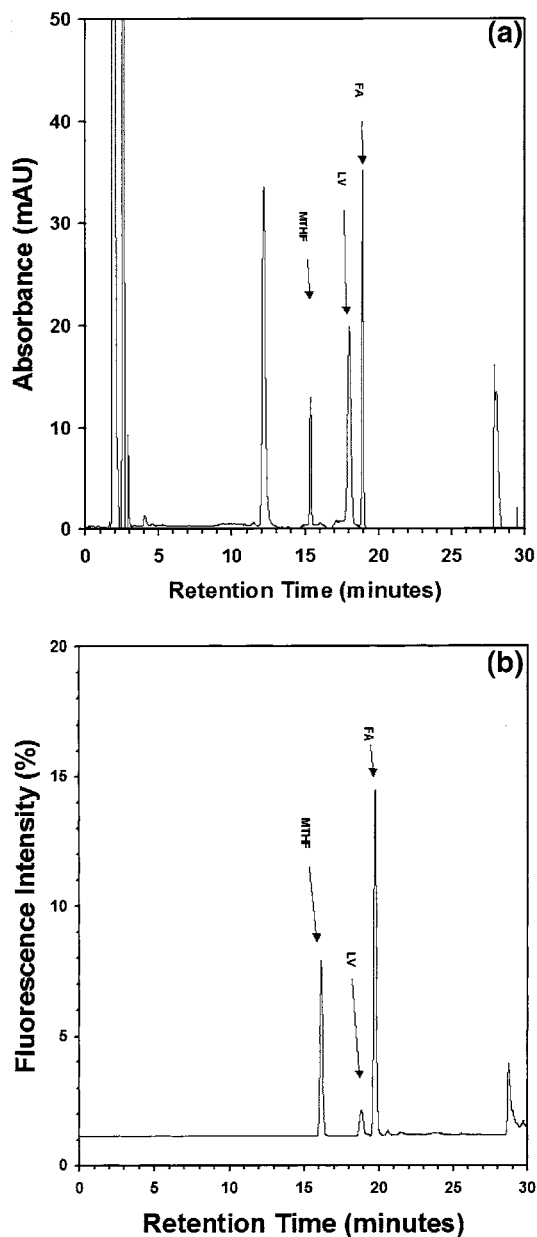 (a)
50
40
30
20
10
0
Absorbance (mAU)
MTHF
LV
FA
0 5 10 15 20 25 30
Retention Time (minutes)
(b)
20
15
10
5
0
Fluorescence Intensity (%)
MTHF
LV
FA
0 5 10 15 20 25 30
Retention Time (minutes)